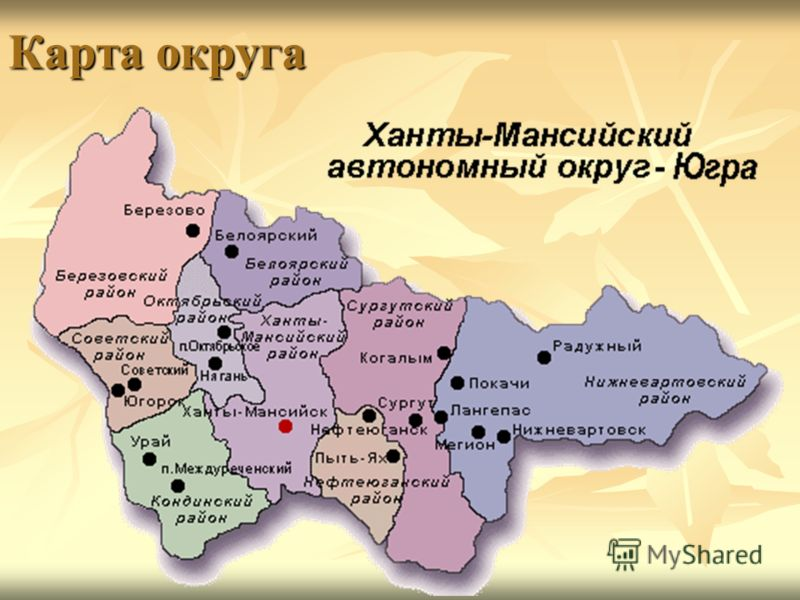 Карта округа
Ханты-Мансийский
автономный округ - Югра
Березово
Белоярский
Белоярский
район
Березовский
район
Октябрьский
район
Ханты-
Мансийский
район
Сургутский
район
Советский
район
п.Октябрьское
Когалым
Радужный
Советский
Нягань
Покачи
Нижневартовский
район
Югорск
Ханты-Мансийск
Сургут
Лангепас
Нефтеюганск
Нижневартовск
Урай
Мегион
п.Междуреченский
Пыть-Ях
Нефтеюганский
район
Кондинский
район
MyShared